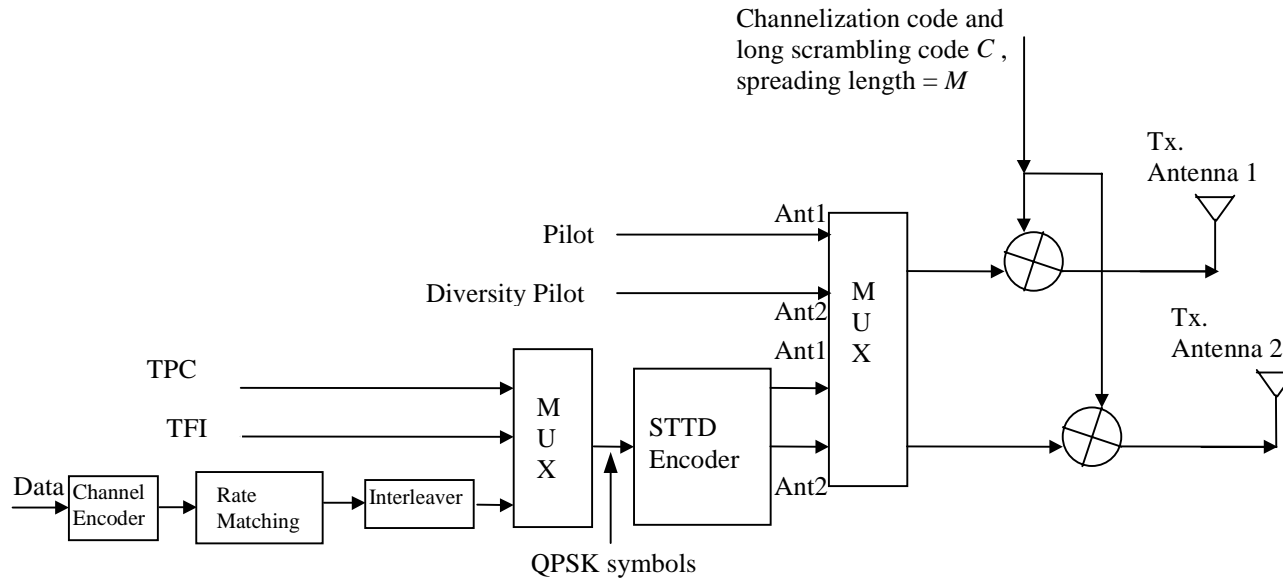 Channelization code and
long scrambling code C ,
spreading length = M
Tx.
Antenna 1
Ant1
Pilot
Diversity Pilot
Ant2
M
U
X
Tx.
Antenna 2
Ant1
TPC
M
U
X
TFI
STTD
Encoder
Ant2
Data
Channel
Encoder
Rate
Matching
Interleaver
QPSK symbols